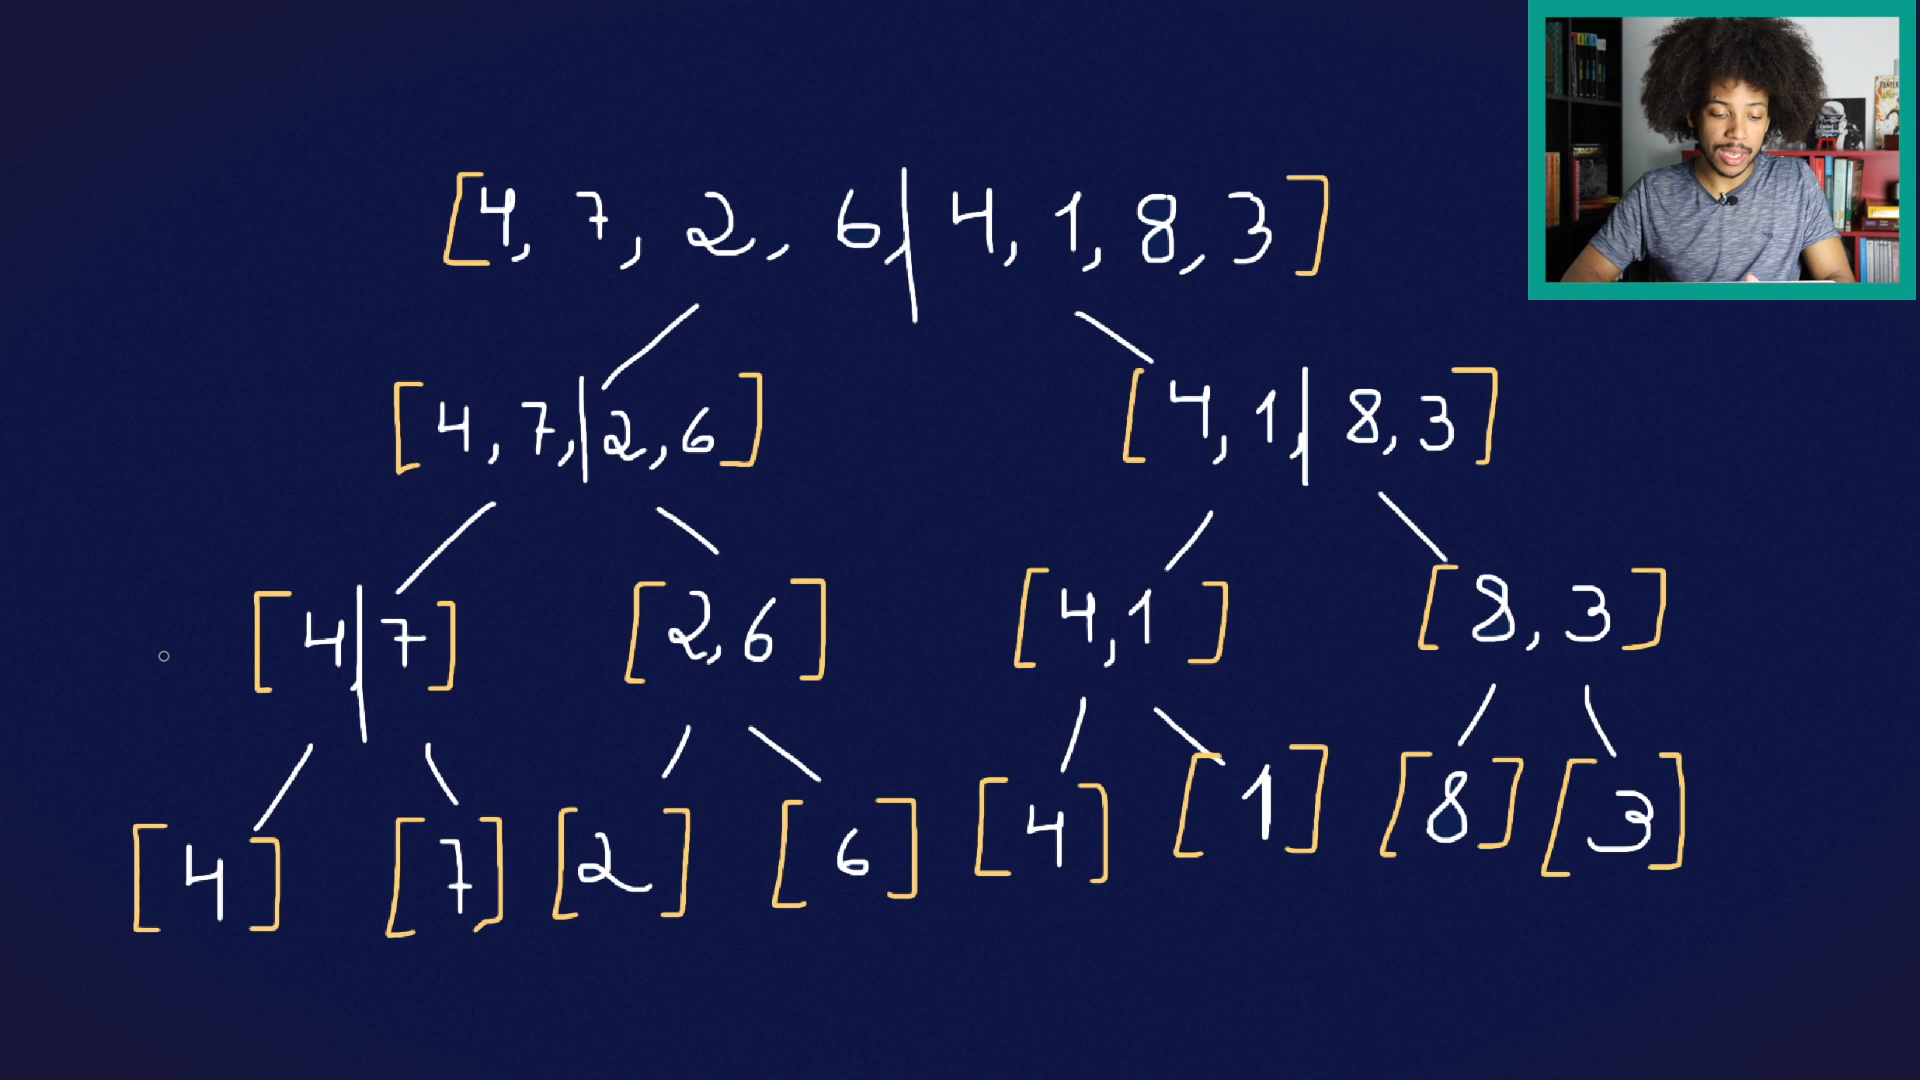 [4, 7, 2, 6, | 4, 1, 8, 3]
[4, 7, | 2, 6] [4, 1, | 8, 3]
[4, | 7] [2, 6] [4, 1] [8, 3]
[4] [7] [2] [6] [4] [1] [8] [3]